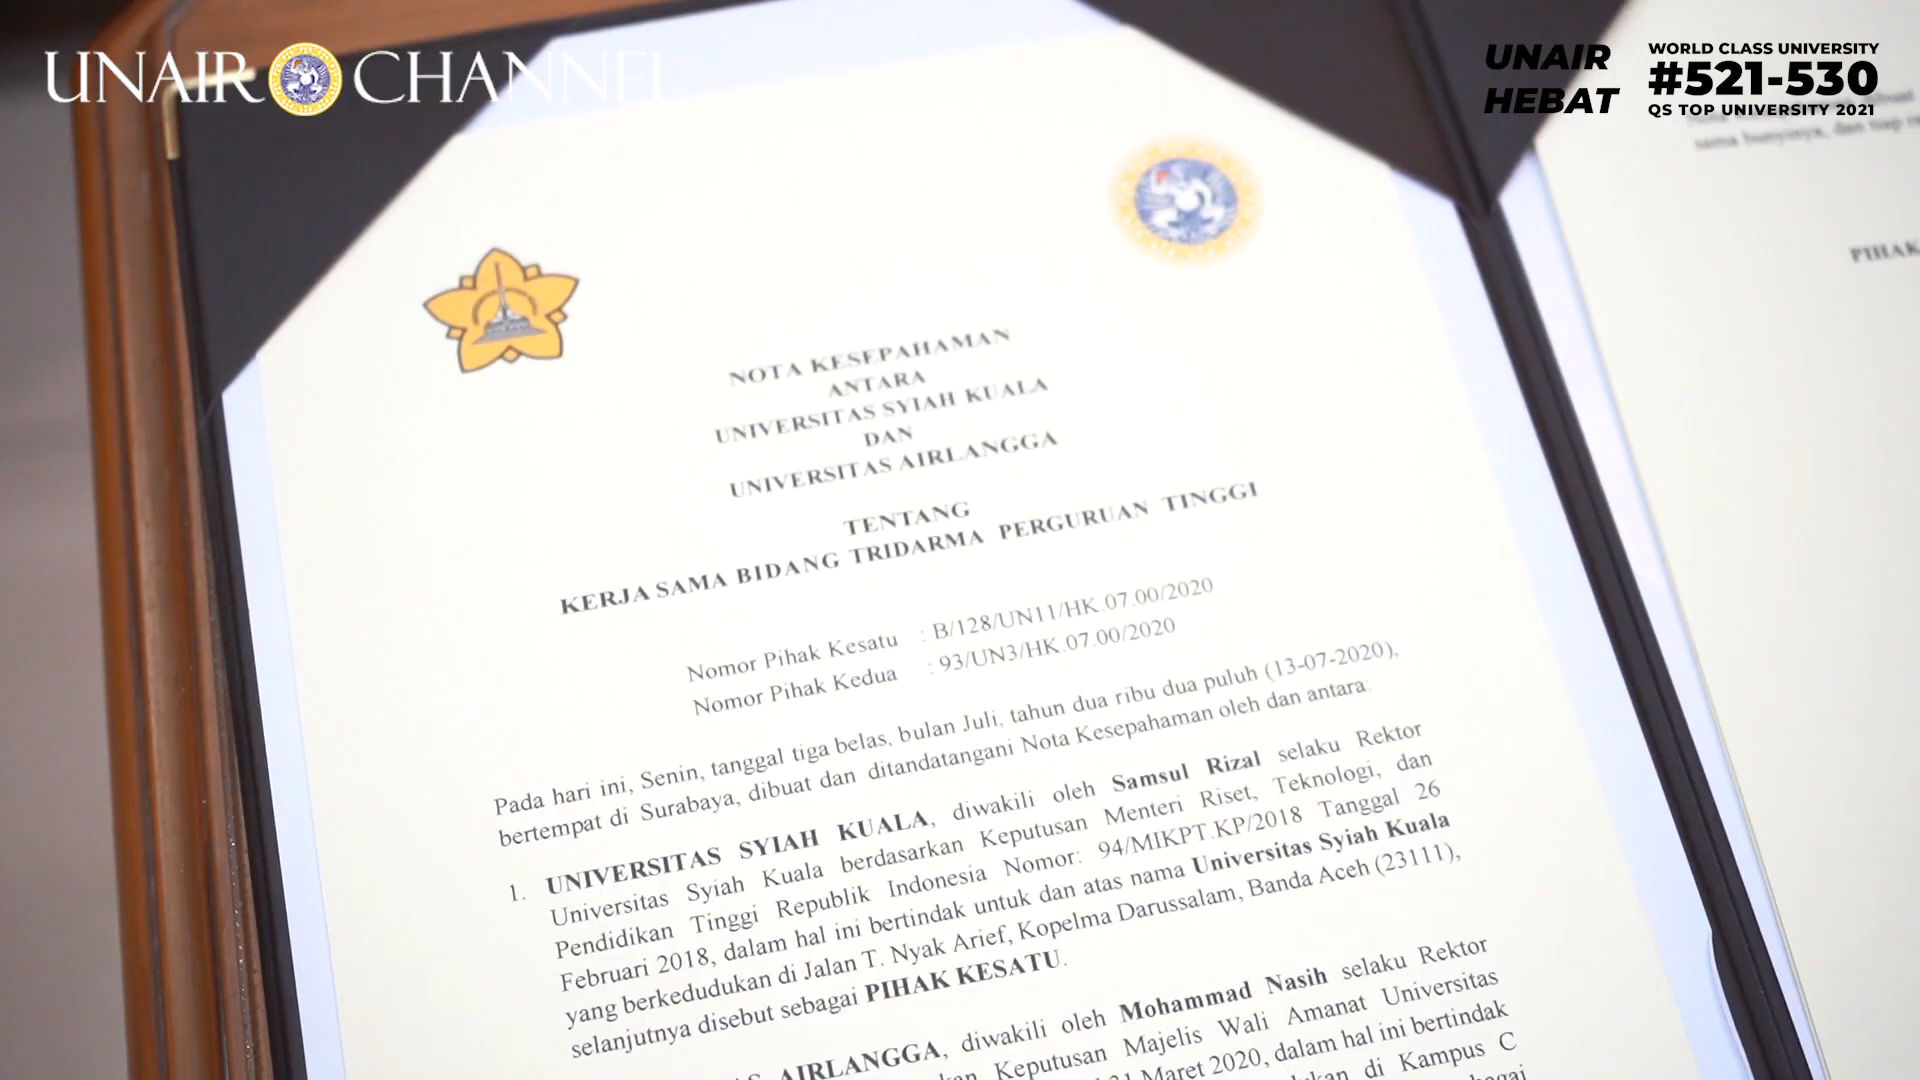 UNAIR CHANNEL
UNAIR
HEBAT
WORLD CLASS UNIVERSITY
#521-530
QS TOP UNIVERSITY 2021
NOTA KESEPAHAMAN
ANTARA
UNIVERSITAS SYIAH KUALA
DAN
UNIVERSITAS AIRLANGGA
TENTANG
KERJA SAMA BIDANG TRIDARMA PERGURUAN TINGGI
Nomor Pihak Kesatu : B/128/UN11/HK.07.00/2020
Nomor Pihak Kedua : 93/UN3/HK.07.00/2020
Pada hari ini, Senin, tanggal tiga belas, bulan Juli, tahun dua ribu dua puluh (13-07-2020),
bertempat di Surabaya, dibuat dan ditandatangani Nota Kesepahaman oleh dan antara:
1. UNIVERSITAS SYIAH KUALA, diwakili oleh Samsul Rizal selaku Rektor
Universitas Syiah Kuala berdasarkan Keputusan Menteri Riset, Teknologi, dan
Pendidikan Tinggi Republik Indonesia Nomor: 94/MIKPT.KP/2018 Tanggal 26
Februari 2018, dalam hal ini bertindak untuk dan atas nama Universitas Syiah Kuala
yang berkedudukan di Jalan T. Nyak Arief, Kopelma Darussalam, Banda Aceh (23111),
selanjutnya disebut sebagai PIHAK KESATU.
AIRLANGGA, diwakili oleh Mohammad Nasih selaku Rektor
Keputusan Majelis Wali Amanat Universitas
Maret 2020, dalam hal ini bertindak
di Kampus C
sama bunyinya, dan tiap
PIHAK